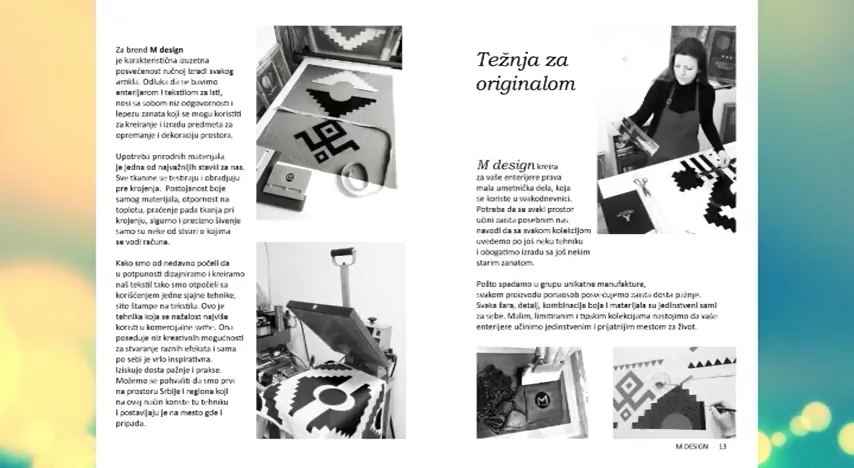 Za brend M design
je karakteristična izuzetna
posvećenost ručnoj izradi svakog
artikla. Odluka da se bavimo
enterijerom i tekstilom za isti,
nosi sa sobom niz odgovornosti i
lepezu zanata koji se mogu koristiti
za kreiranje i izradu predmeta za
opremanje i dekoraciju prostora.
Upotreba prirodnih materijala
je jedna od najvažnijih stavki za nas.
Sve tkanine se testiraju i obrađuju
pre krojenja. Postojanost boje
samog materijala, otpornost na
toplotu, praćenje pada tkanja pri
krojenju, sigurno i precizno šivenje
samo su neke od stvari o kojima
se vodi računa.
Kako smo od nedavno počeli da
u potpunosti dizajniramo i kreiramo
naš tekstil tako smo otpočeli sa
korišćenjem jedne sjajne tehnike,
sito štampe na tekstilu. Ovo je
tehnika koja se nažalost najviše
koristi u komercijalne svrhe. Ona
poseduje niz kreativnih mogućnosti
za stvaranje raznih efekata i sama
po sebi je vrlo inspirativna.
Iziskuje dosta pažnje i prakse.
Možemo se pohvaliti da smo prvi
na prostoru Srbije i regiona koji
na ovaj način koriste tu tehniku
i postavljaju je na mesto gde i
pripada.
Težnja za
originalom
M design kreira
za vaše enterijere prava
mala umetnička dela, koja
se koriste u svakodnevici.
Potreba da se svaki prostor
učini zaista posebnim nas
navodi da sa svakom kolekcijom
uvedemo po još neku tehniku
i obogatimo izradu sa još nekim
starim zanatom.
Pošto spadamo u grupu unikatne manufakture,
svakom proizvodu ponaosob posvećujemo zaista dosta pažnje.
Svaka šara, detalj, kombinacija boja i materijala su jedinstveni sami
za sebe. Malim, limitiranim i tipskim kolekcijama nastojimo da vaše
enterijere učinimo jedinstvenim i prijatnijim mestom za život.
M DESIGN 13